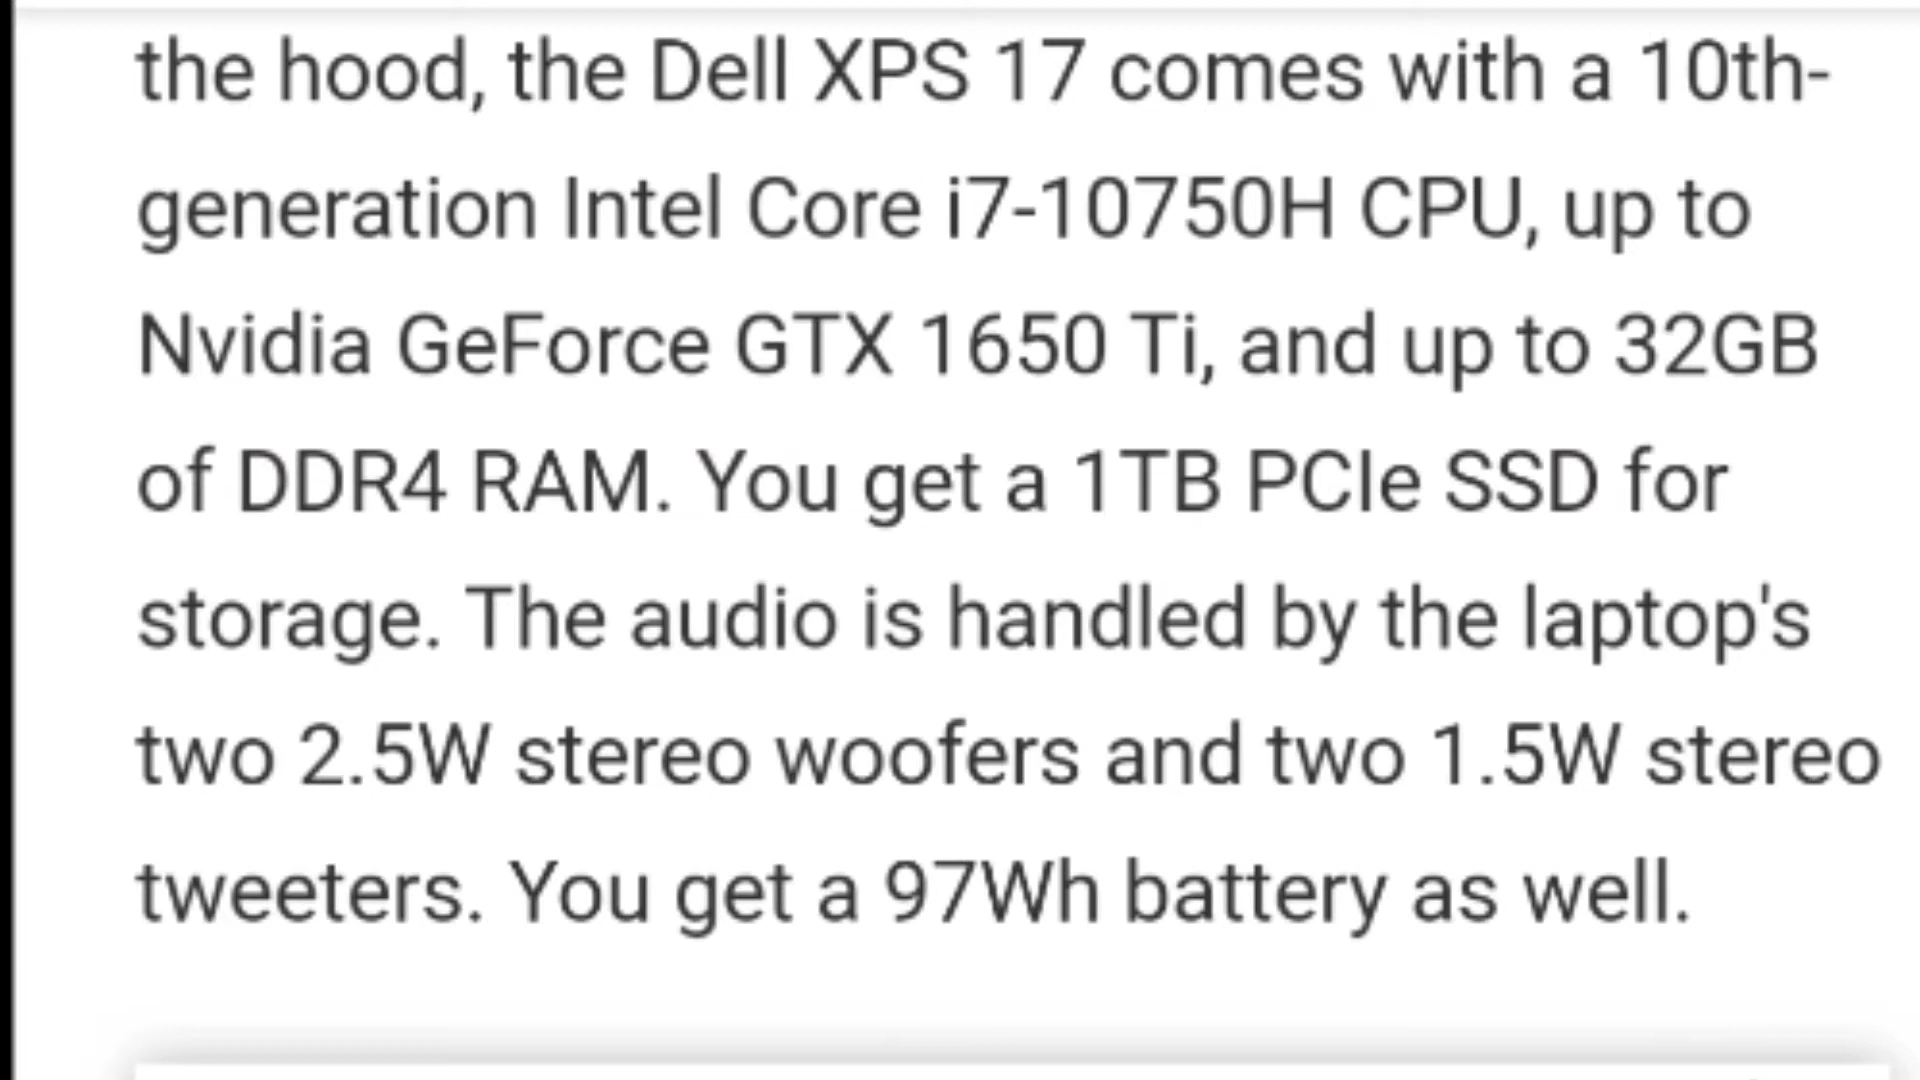 the hood, the Dell XPS 17 comes with a 10th-
generation Intel Core i7-10750H CPU, up to
Nvidia GeForce GTX 1650 Ti, and up to 32GB
of DDR4 RAM. You get a 1TB PCIe SSD for
storage. The audio is handled by the laptop's
two 2.5W stereo woofers and two 1.5W stereo
tweeters. You get a 97Wh battery as well.